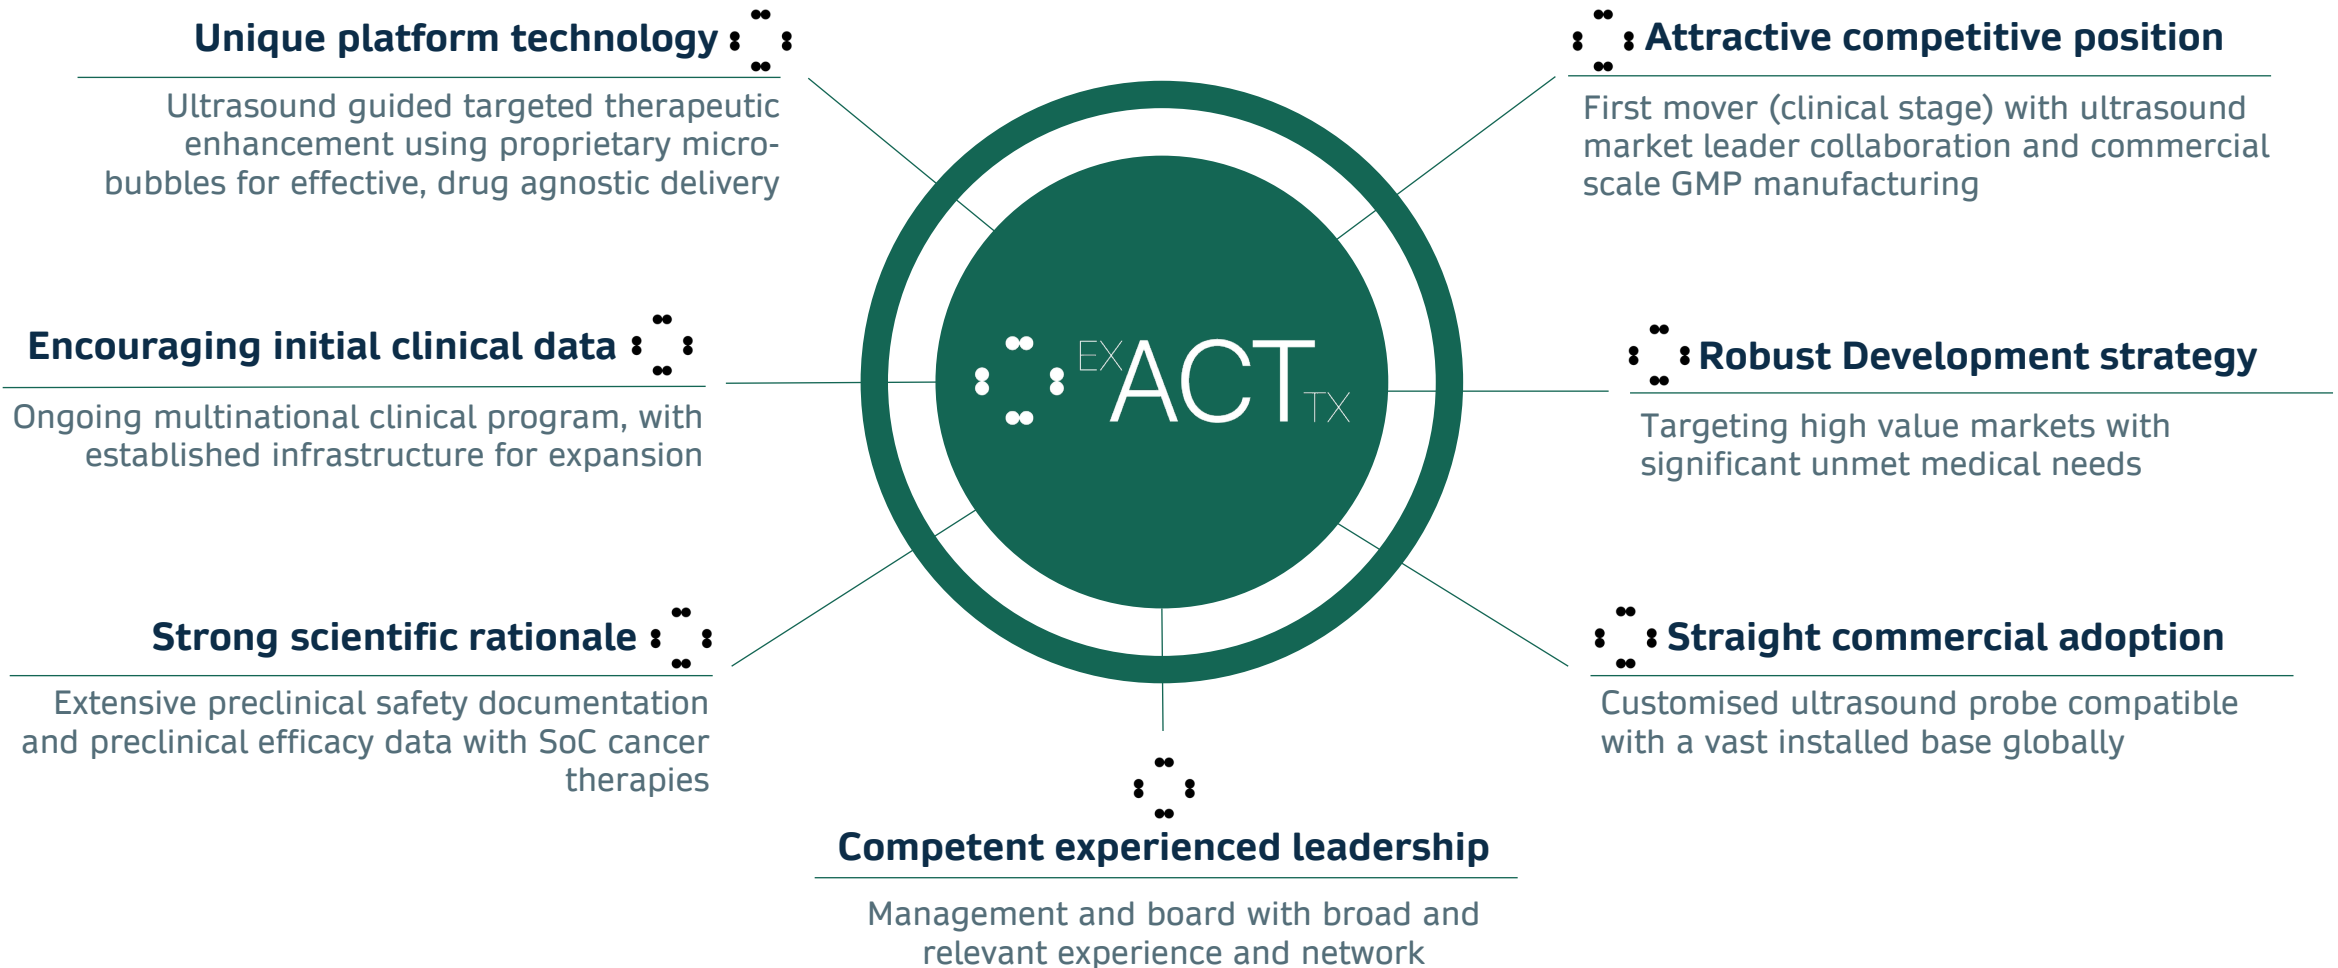 Unique platform technology
Ultrasound guided targeted therapeutic
enhancement using proprietary micro-
bubbles for effective, drug agnostic delivery
Encouraging initial clinical data
Ongoing multinational clinical program, with
established infrastructure for expansion
Strong scientific rationale
Extensive preclinical safety documentation
and preclinical efficacy data with SoC cancer
therapies
EXACTTX
Competent experienced leadership
Management and board with broad and
relevant experience and network
Attractive competitive position
First mover (clinical stage) with ultrasound
market leader collaboration and commercial
scale GMP manufacturing
Robust Development strategy
Targeting high value markets with
significant unmet medical needs
Straight commercial adoption
Customised ultrasound probe compatible
with a vast installed base globally